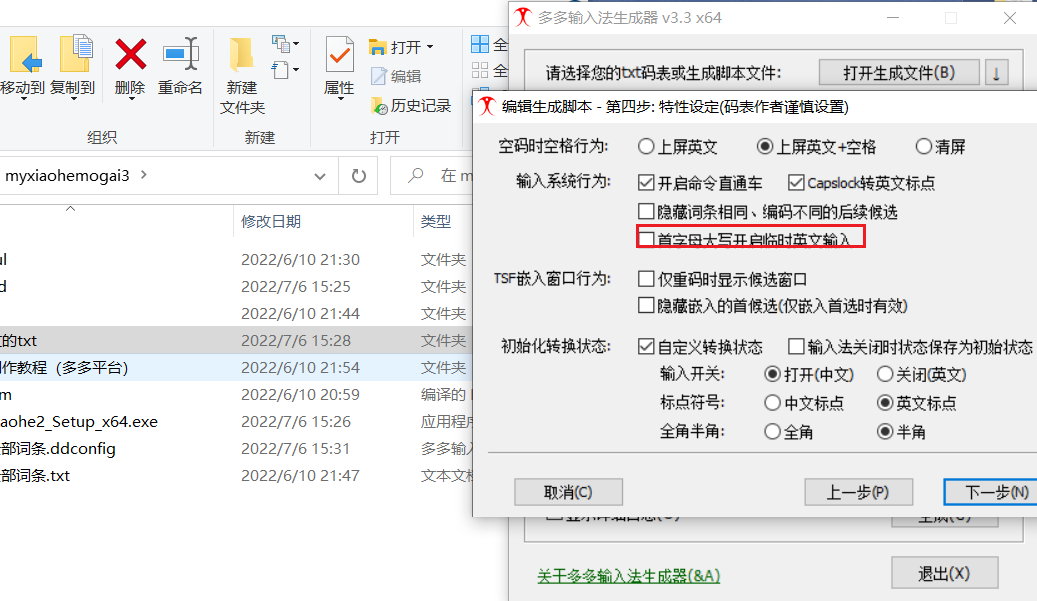 多多输入法生成器 v3.3 x64
移动到 复制到 删除 重命名 新建 文件夹 属性 打开 编辑 历史记录 全 全
组织 新建 打开
请选择您的txt码表或生成脚本文件: 打开生成文件(B) ↓
编辑生成脚本 - 第四步: 特性设定(码表作者谨慎设置)
myxiaohemogai3 在 m
修改日期 类型
2022/6/10 21:30 文件夹
2022/7/6 15:25 文件夹
2022/6/10 21:44 文件夹
的txt 2022/7/6 15:28 文件夹
作教程（多多平台) 2022/6/10 21:54 文件夹
m 2022/6/10 20:59 编译的
aohe2_Setup_x64.exe 2022/7/6 15:26 应用程
部词条.ddconfig 2022/7/6 15:31 多多输
部词条.txt 2022/6/10 21:47 文本文
空码时空格行为: 上屏英文 上屏英文+空格 清屏
输入系统行为: 开启命令直通车 Capslock转英文标点
隐藏词条相同、编码不同的后续候选
首字母大写开启临时英文输入
TSF嵌入窗口行为: 仅重码时显示候选窗口
隐藏嵌入的首候选(仅嵌入首选时有效)
初始化转换状态: 自定义转换状态 输入法关闭时状态保存为初始状态
输入开关: 打开(中文) 关闭(英文)
标点符号: 中文标点 英文标点
全角半角: 全角 半角
取消(C) 上一步(P) 下一步(N)
关于多多输入法生成器(&A) 退出(X)